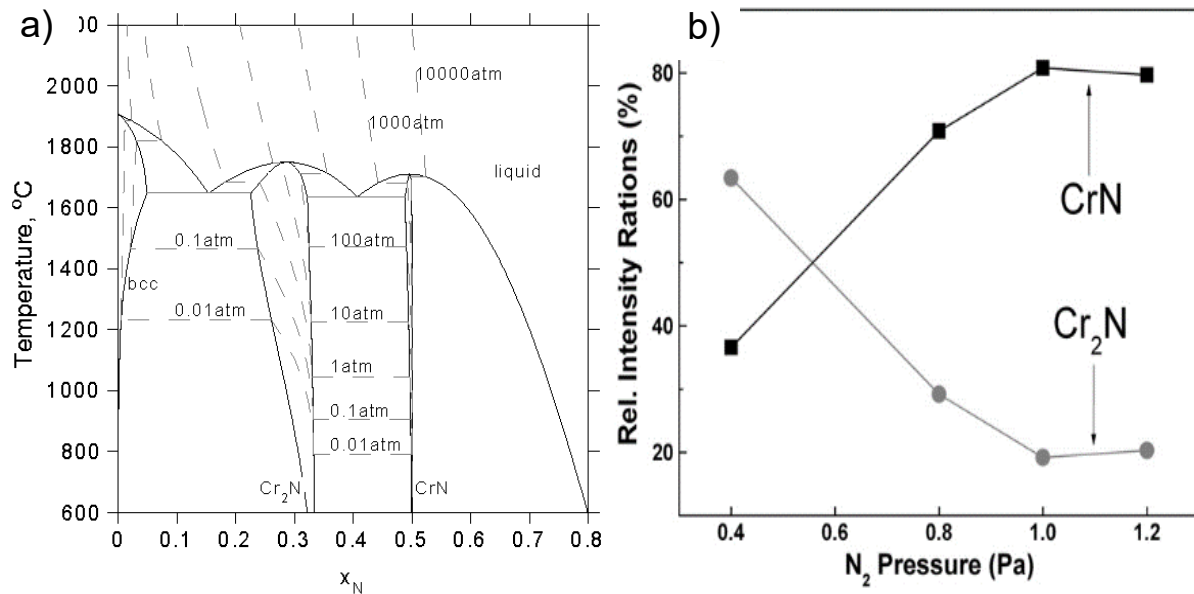 a)
00
2000
1800
1600
1400
1200
1000
800
600
Temperature, ºC
0 0.1 0.2 0.3 0.4 0.5 0.6 0.7 0.8
x_N
10000atm
1000atm
liquid
0.1atm
100atm
bcc
0.01atm
10atm
1atm
0.1atm
0.01atm
Cr₂N
CrN
b)
80
60
40
20
Rel. Intensity Rations (%)
CrN
Cr₂N
0.4 0.8 1.0 1.2
N₂ Pressure (Pa)